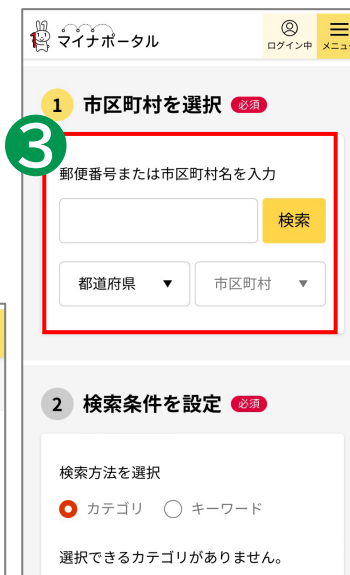 マイナポータル
ログイン中
メニュー
1 市区町村を選択 必須
3
郵便番号または市区町村名を入力
検索
都道府県 ▼
市区町村 ▼
2 検索条件を設定 必須
検索方法を選択
カテゴリ
キーワード
選択できるカテゴリがありません。